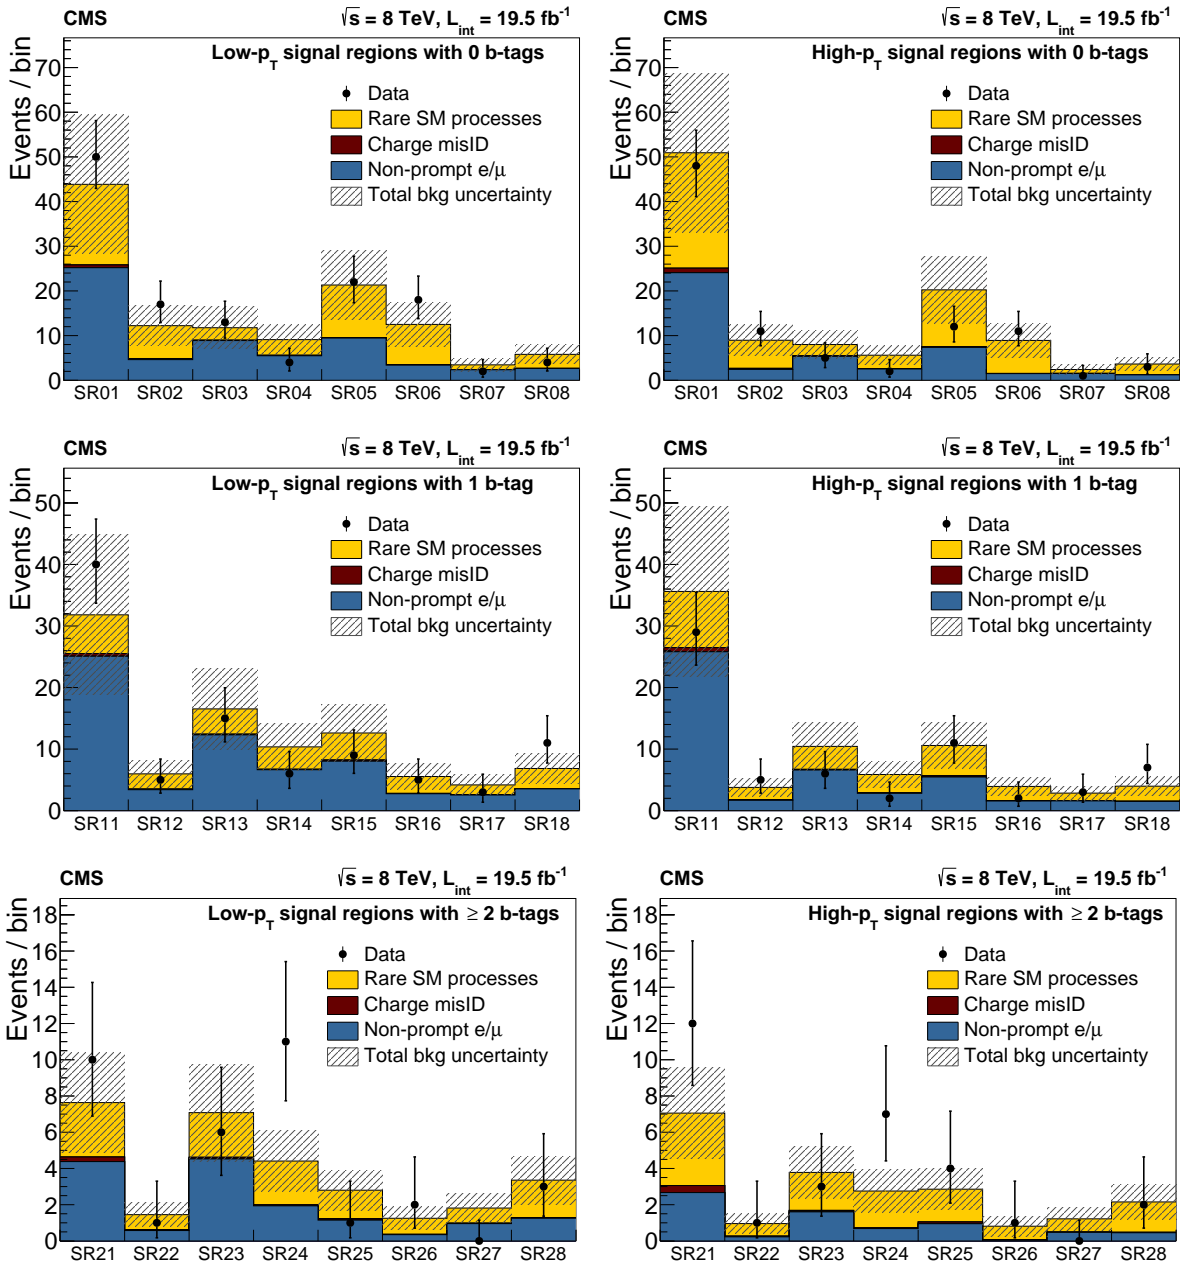 CMS √s = 8 TeV, L_int = 19.5 fb⁻¹
Low-p_T signal regions with 0 b-tags
Events / bin
70
60
50
40
30
20
10
0
Data
Rare SM processes
Charge misID
Non-prompt e/μ
Total bkg uncertainty
SR01 SR02 SR03 SR04 SR05 SR06 SR07 SR08
CMS √s = 8 TeV, L_int = 19.5 fb⁻¹
High-p_T signal regions with 0 b-tags
Events / bin
70
60
50
40
30
20
10
0
Data
Rare SM processes
Charge misID
Non-prompt e/μ
Total bkg uncertainty
SR01 SR02 SR03 SR04 SR05 SR06 SR07 SR08
CMS √s = 8 TeV, L_int = 19.5 fb⁻¹
Low-p_T signal regions with 1 b-tag
Events / bin
50
40
30
20
10
0
Data
Rare SM processes
Charge misID
Non-prompt e/μ
Total bkg uncertainty
SR11 SR12 SR13 SR14 SR15 SR16 SR17 SR18
CMS √s = 8 TeV, L_int = 19.5 fb⁻¹
High-p_T signal regions with 1 b-tag
Events / bin
50
40
30
20
10
0
Data
Rare SM processes
Charge misID
Non-prompt e/μ
Total bkg uncertainty
SR11 SR12 SR13 SR14 SR15 SR16 SR17 SR18
CMS √s = 8 TeV, L_int = 19.5 fb⁻¹
Low-p_T signal regions with ≥ 2 b-tags
Events / bin
18
16
14
12
10
8
6
4
2
0
Data
Rare SM processes
Charge misID
Non-prompt e/μ
Total bkg uncertainty
SR21 SR22 SR23 SR24 SR25 SR26 SR27 SR28
CMS √s = 8 TeV, L_int = 19.5 fb⁻¹
High-p_T signal regions with ≥ 2 b-tags
Events / bin
18
16
14
12
10
8
6
4
2
0
Data
Rare SM processes
Charge misID
Non-prompt e/μ
Total bkg uncertainty
SR21 SR22 SR23 SR24 SR25 SR26 SR27 SR28